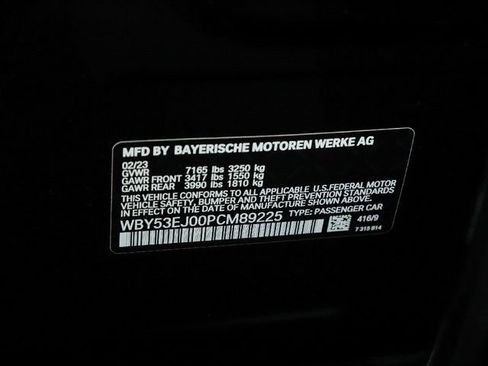 MFD BY BAYERISCHE MOTOREN WERKE AG
02/23
GVWR 7165 lbs 3250 kg
GAWR FRONT 3417 lbs 1550 kg
GAWR REAR 3990 lbs 1810 kg
THIS VEHICLE CONFORMS TO ALL APPLICABLE U.S.FEDERAL MOTOR
VEHICLE SAFETY, BUMPER, AND THEFT PREVENTION STANDARDS
IN EFFECT ON THE DATE OF MANUFACTURE SHOWN ABOVE.
WBY53EJ00PCM89225 TYPE: PASSENGER CAR
416/9
7 315 814